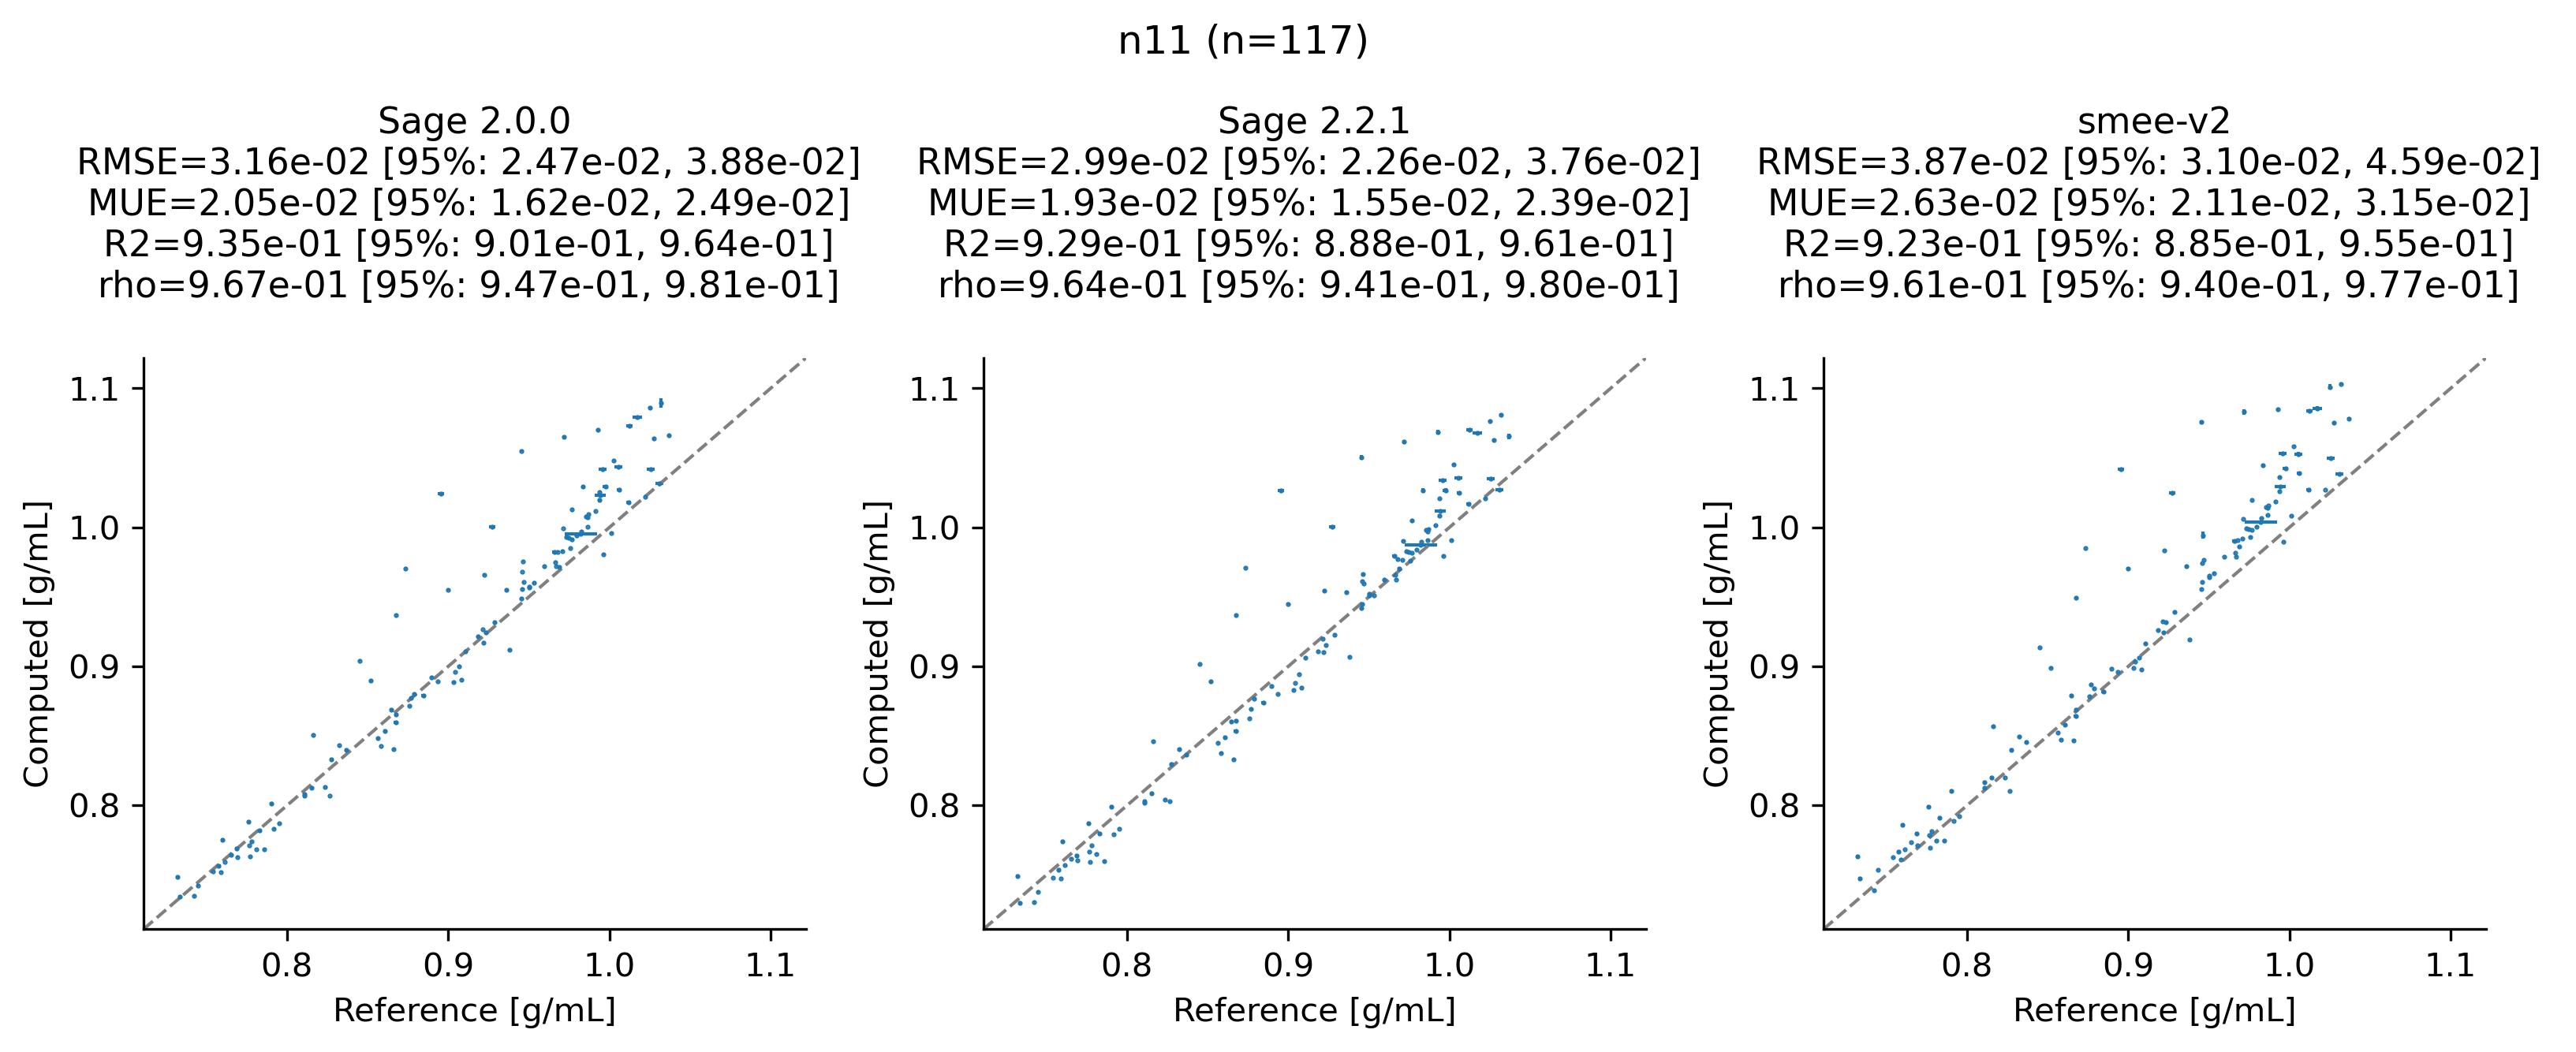 n11 (n=117)
Sage 2.0.0
RMSE=3.16e-02 [95%: 2.47e-02, 3.88e-02]
MUE=2.05e-02 [95%: 1.62e-02, 2.49e-02]
R2=9.35e-01 [95%: 9.01e-01, 9.64e-01]
rho=9.67e-01 [95%: 9.47e-01, 9.81e-01]
1.1
1.0
0.9
0.8
Computed [g/mL]
0.8 0.9 1.0 1.1
Reference [g/mL]
Sage 2.2.1
RMSE=2.99e-02 [95%: 2.26e-02, 3.76e-02]
MUE=1.93e-02 [95%: 1.55e-02, 2.39e-02]
R2=9.29e-01 [95%: 8.88e-01, 9.61e-01]
rho=9.64e-01 [95%: 9.41e-01, 9.80e-01]
1.1
1.0
0.9
0.8
Computed [g/mL]
0.8 0.9 1.0 1.1
Reference [g/mL]
smee-v2
RMSE=3.87e-02 [95%: 3.10e-02, 4.59e-02]
MUE=2.63e-02 [95%: 2.11e-02, 3.15e-02]
R2=9.23e-01 [95%: 8.85e-01, 9.55e-01]
rho=9.61e-01 [95%: 9.40e-01, 9.77e-01]
1.1
1.0
0.9
0.8
Computed [g/mL]
0.8 0.9 1.0 1.1
Reference [g/mL]